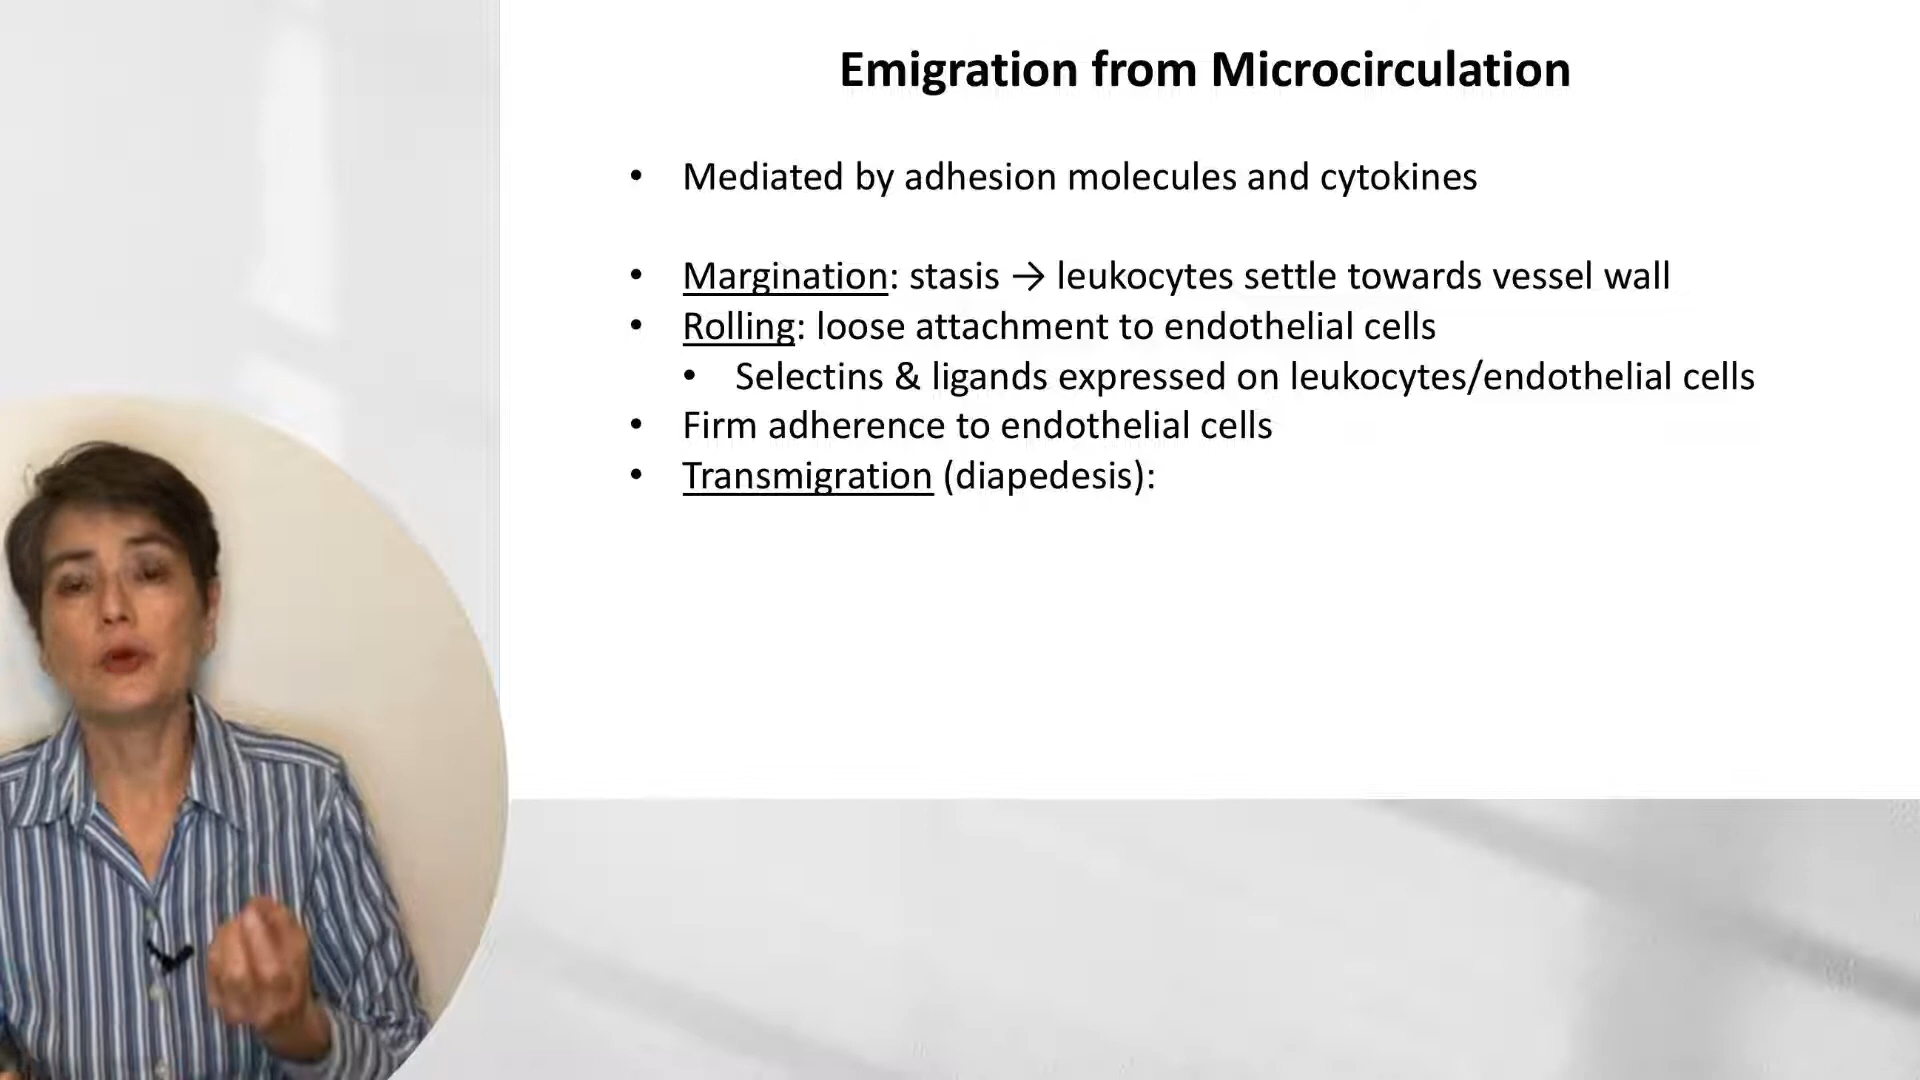 Emigration from Microcirculation
• Mediated by adhesion molecules and cytokines
• Margination: stasis → leukocytes settle towards vessel wall
• Rolling: loose attachment to endothelial cells
• Selectins & ligands expressed on leukocytes/endothelial cells
• Firm adherence to endothelial cells
• Transmigration (diapedesis):